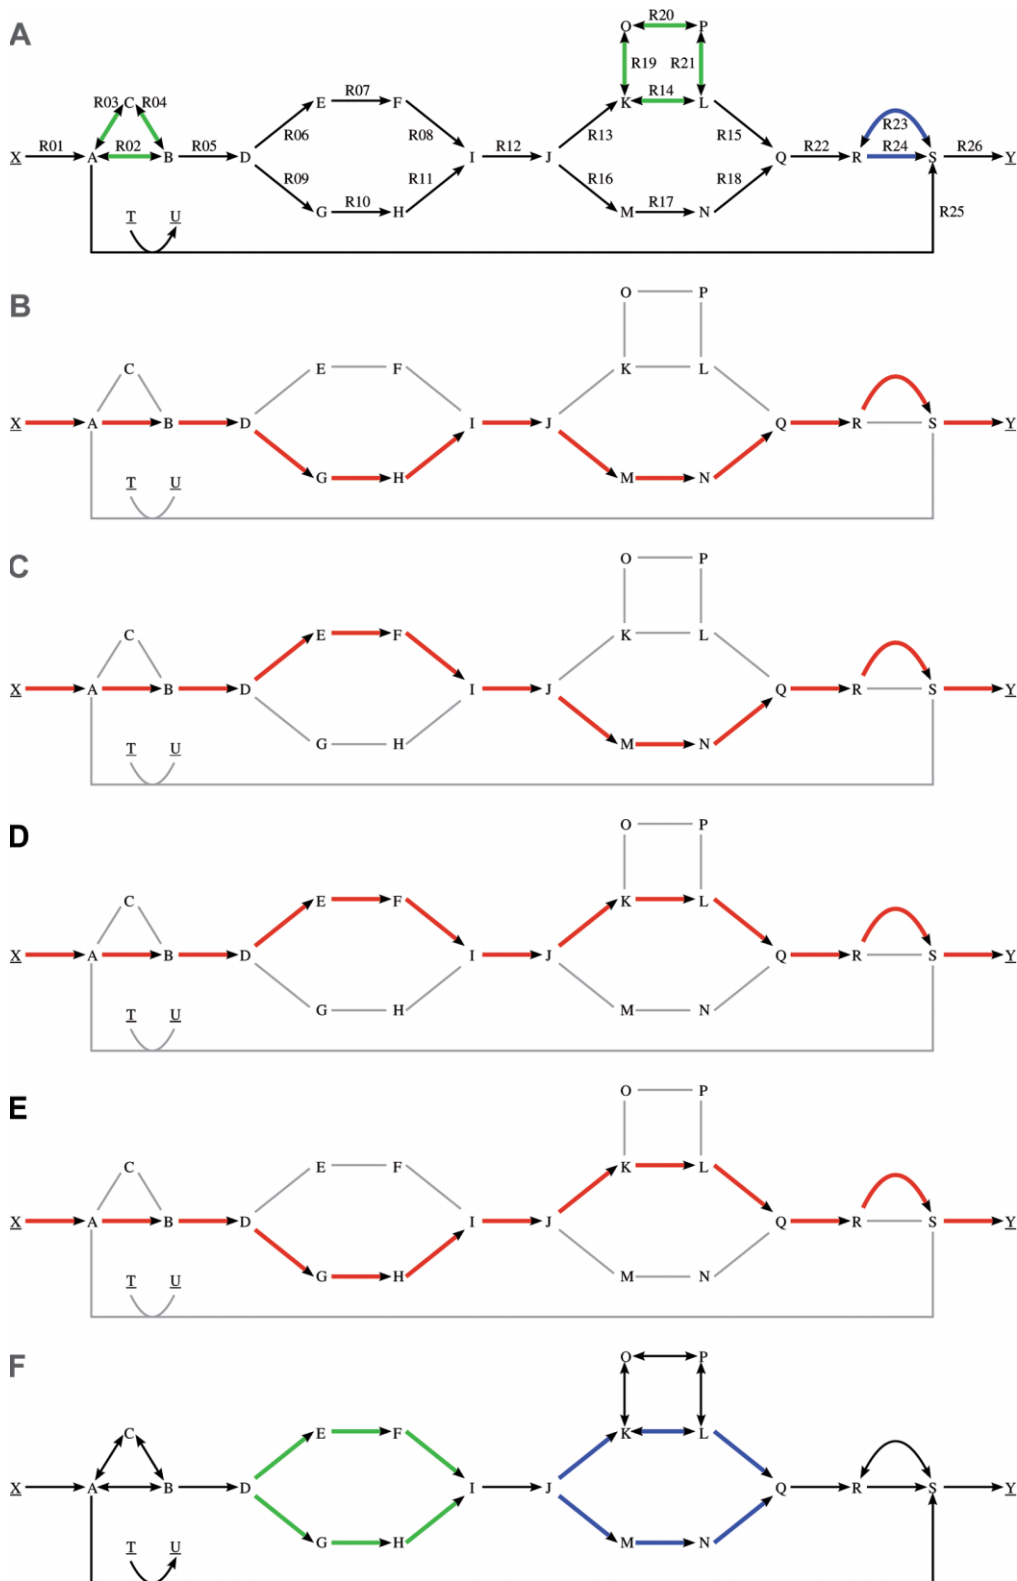 A
R20
O P
R19 R21
R03 C R04 R07 R14
E F K L
R06 R08 R13 R15 R23
R01 R02 R05 R12 R22 R24 R26
X A B D I J Q R S Y
R09 R11 R16 R18
T U R10 R17 R25
G H M N
B
O P
C E F K L
X A B D I J Q R S Y
G H M N
T U
C
O P
C E F K L
X A B D I J Q R S Y
G H M N
T U
D
O P
C E F K L
X A B D I J Q R S Y
G H M N
T U
E
O P
C E F K L
X A B D I J Q R S Y
G H M N
T U
F
O P
C E F K L
X A B D I J Q R S Y
G H M N
T U